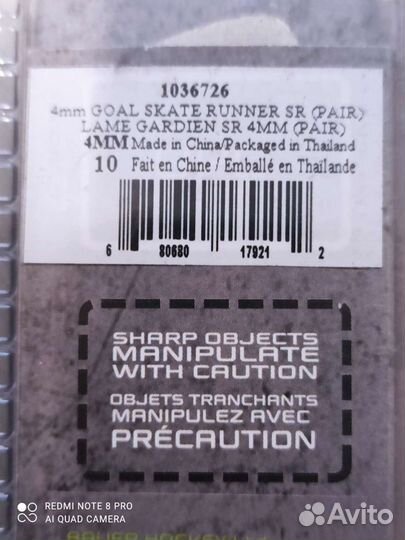 1036726
4mm GOAL SKATE RUNNER SR (PAIR)
LAME GARDIEN SR 4MM (PAIR)
4MM Made in China/Packaged in Thailand
10 Fait en Chine / Emballé en Thaïlande
6 80680 17921 2
SHARP OBJECTS
MANIPULATE
WITH CAUTION
OBJETS TRANCHANTS
MANIPULEZ AVEC
PRÉCAUTION
REDMI NOTE 8 PRO
AI QUAD CAMERA
Avito
BAUER HOCKEY